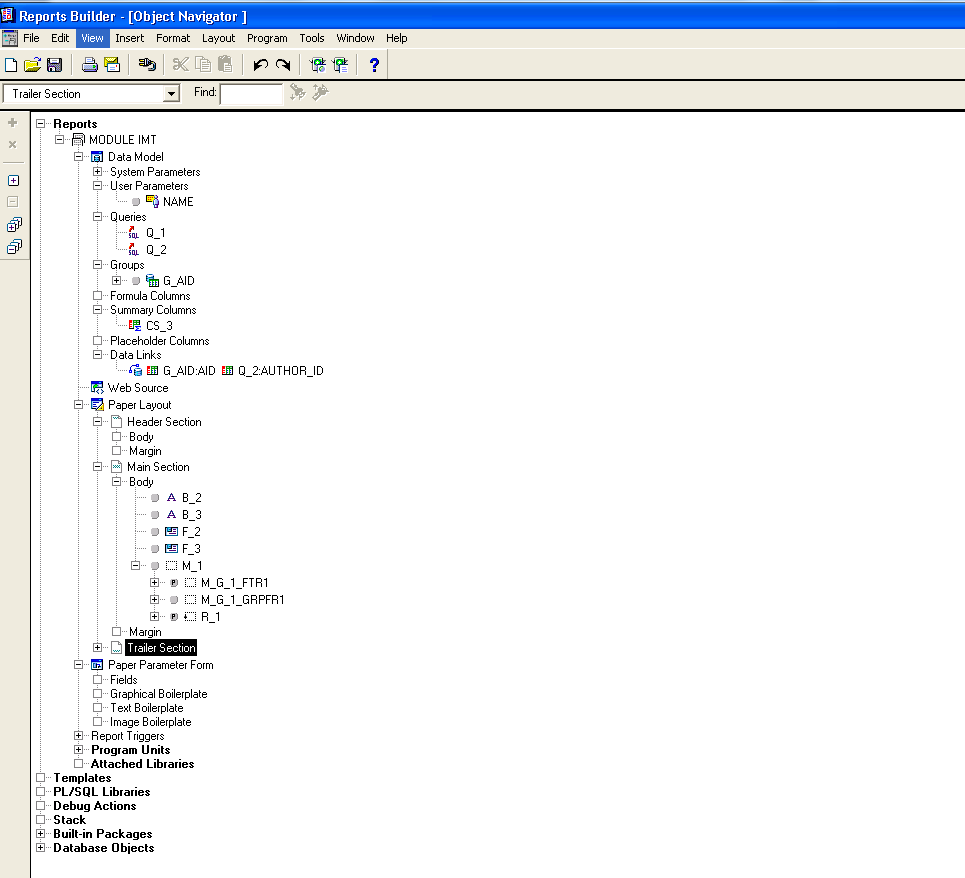 Reports Builder - [Object Navigator ]
File Edit View Insert Format Layout Program Tools Window Help
Trailer Section Find:
Reports
MODULE IMT
Data Model
System Parameters
User Parameters
NAME
Queries
SQL Q_1
SQL Q_2
Groups
G_AID
Formula Columns
Summary Columns
CS_3
Placeholder Columns
Data Links
G_AID:AID Q_2:AUTHOR_ID
Web Source
Paper Layout
Header Section
Body
Margin
Main Section
Body
A B_2
A B_3
F_2
F_3
M_1
P M_G_1_FTR1
M_G_1_GRPFR1
P R_1
Margin
Trailer Section
Paper Parameter Form
Fields
Graphical Boilerplate
Text Boilerplate
Image Boilerplate
Report Triggers
Program Units
Attached Libraries
Templates
PL/SQL Libraries
Debug Actions
Stack
Built-in Packages
Database Objects